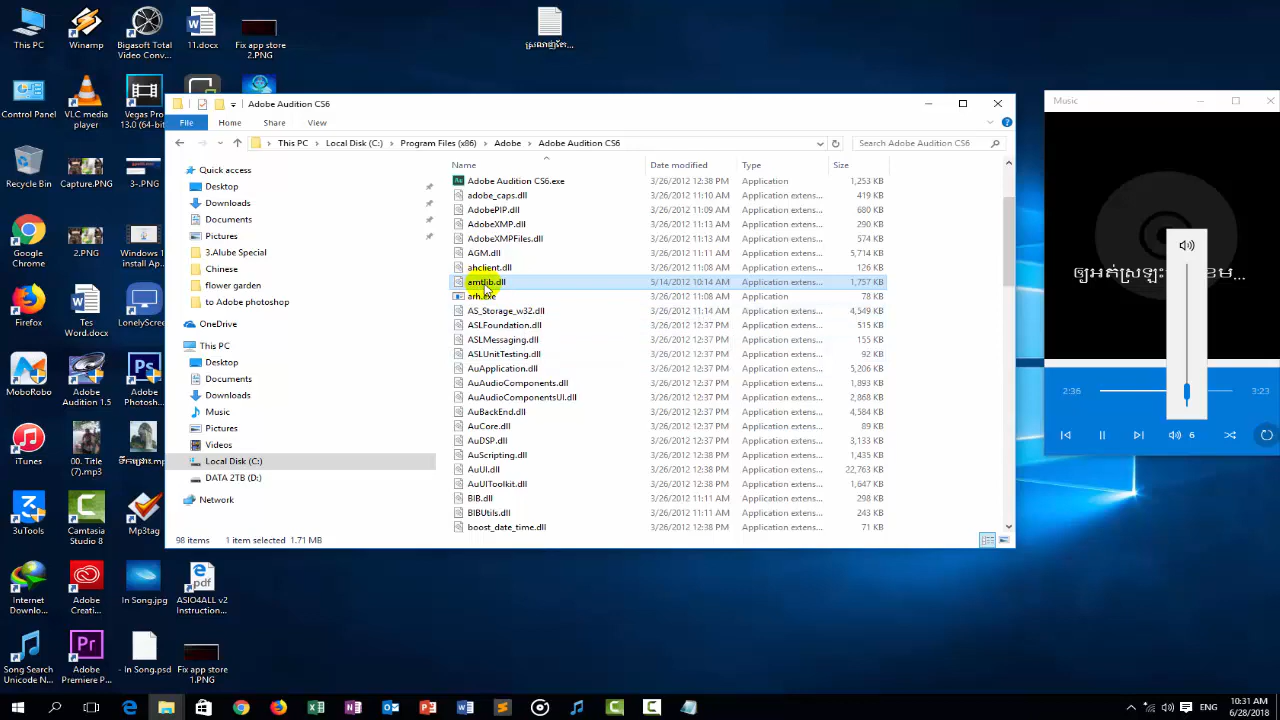 This PC
Winamp
Bigasoft Total
Video Conv...
11.docx
Fix app store
2.PNG
Control Panel
VLC media
player
Vegas Pro
13.0 (64-bit)
Recycle Bin
Capture.PNG
3-.PNG
Google
Chrome
2.PNG
Windows 1
install Ap...
Firefox
Tes
Word.docx
LonelyScreen
MoboRobo
Adobe
Audition 1.5
Adobe
Photosh...
iTunes
00. Title
(7).mp3
3uTools
Camtasia
Studio 8
Mp3tag
Internet
Downlo...
Adobe
Creati...
In Song.jpg
ASIO4ALL v2
Instruction...
Song Search
Unicode N...
Adobe
Premiere P...
- In Song.psd
Fix app store
1.PNG
Adobe Audition CS6
File
Home
Share
View
This PC
Local Disk (C:)
Program Files (x86)
Adobe
Adobe Audition CS6
Search Adobe Audition CS6
Quick access
Desktop
Downloads
Documents
Pictures
3.Alube Special
Chinese
flower garden
to Adobe photoshop
OneDrive
This PC
Desktop
Documents
Downloads
Music
Pictures
Videos
Local Disk (C:)
DATA 2TB (D:)
Network
Name Date modified Type Size
Adobe Audition CS6.exe 3/26/2012 12:38 PM Application 1,253 KB
adobe_caps.dll 3/26/2012 11:10 AM Application extens... 419 KB
AdobePIP.dll 3/26/2012 11:09 AM Application extens... 680 KB
AdobeXMP.dll 3/26/2012 11:13 AM Application extens... 290 KB
AdobeXMPFiles.dll 3/26/2012 11:13 AM Application extens... 574 KB
AGM.dll 3/26/2012 11:11 AM Application extens... 5,714 KB
ahclient.dll 3/26/2012 11:08 AM Application extens... 126 KB
amtlib.dll 5/14/2012 10:14 AM Application extens... 1,757 KB
arh.exe 3/26/2012 11:08 AM Application 78 KB
AS_Storage_w32.dll 3/26/2012 11:14 AM Application extens... 4,549 KB
ASLFoundation.dll 3/26/2012 12:37 PM Application extens... 515 KB
ASLMessaging.dll 3/26/2012 12:37 PM Application extens... 155 KB
ASLUnitTesting.dll 3/26/2012 12:37 PM Application extens... 92 KB
AuApplication.dll 3/26/2012 12:37 PM Application extens... 5,206 KB
AuAudioComponents.dll 3/26/2012 12:37 PM Application extens... 1,893 KB
AuAudioComponentsUI.dll 3/26/2012 12:37 PM Application extens... 2,868 KB
AuBackEnd.dll 3/26/2012 12:37 PM Application extens... 4,584 KB
AuCore.dll 3/26/2012 12:37 PM Application extens... 89 KB
AuDSP.dll 3/26/2012 12:37 PM Application extens... 3,133 KB
AuScripting.dll 3/26/2012 12:37 PM Application extens... 1,435 KB
AuUI.dll 3/26/2012 12:37 PM Application extens... 22,763 KB
AuUIToolkit.dll 3/26/2012 12:37 PM Application extens... 1,647 KB
BIB.dll 3/26/2012 11:11 AM Application extens... 298 KB
BIBUtils.dll 3/26/2012 11:11 AM Application extens... 243 KB
boost_date_time.dll 3/26/2012 12:38 PM Application extens... 71 KB
98 items 1 item selected 1.71 MB
Music
2:36
3:23
6
ENG
10:31 AM
6/28/2018